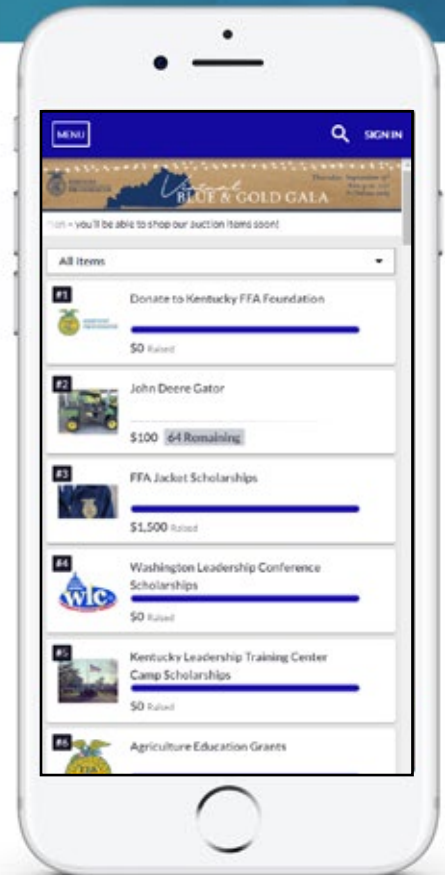 MENU
SIGN IN
Virtual
BLUE & GOLD GALA
- you'll be able to shop our auction items soon!
All Items
#1
Donate to Kentucky FFA Foundation
$0 Raised
#2
John Deere Gator
$100 64 Remaining
#3
FFA Jacket Scholarships
$1,500 Raised
#4
WLC
Washington Leadership Conference
Scholarships
$0 Raised
#5
Kentucky Leadership Training Center
Camp Scholarships
$0 Raised
#6
FFA
Agriculture Education Grants